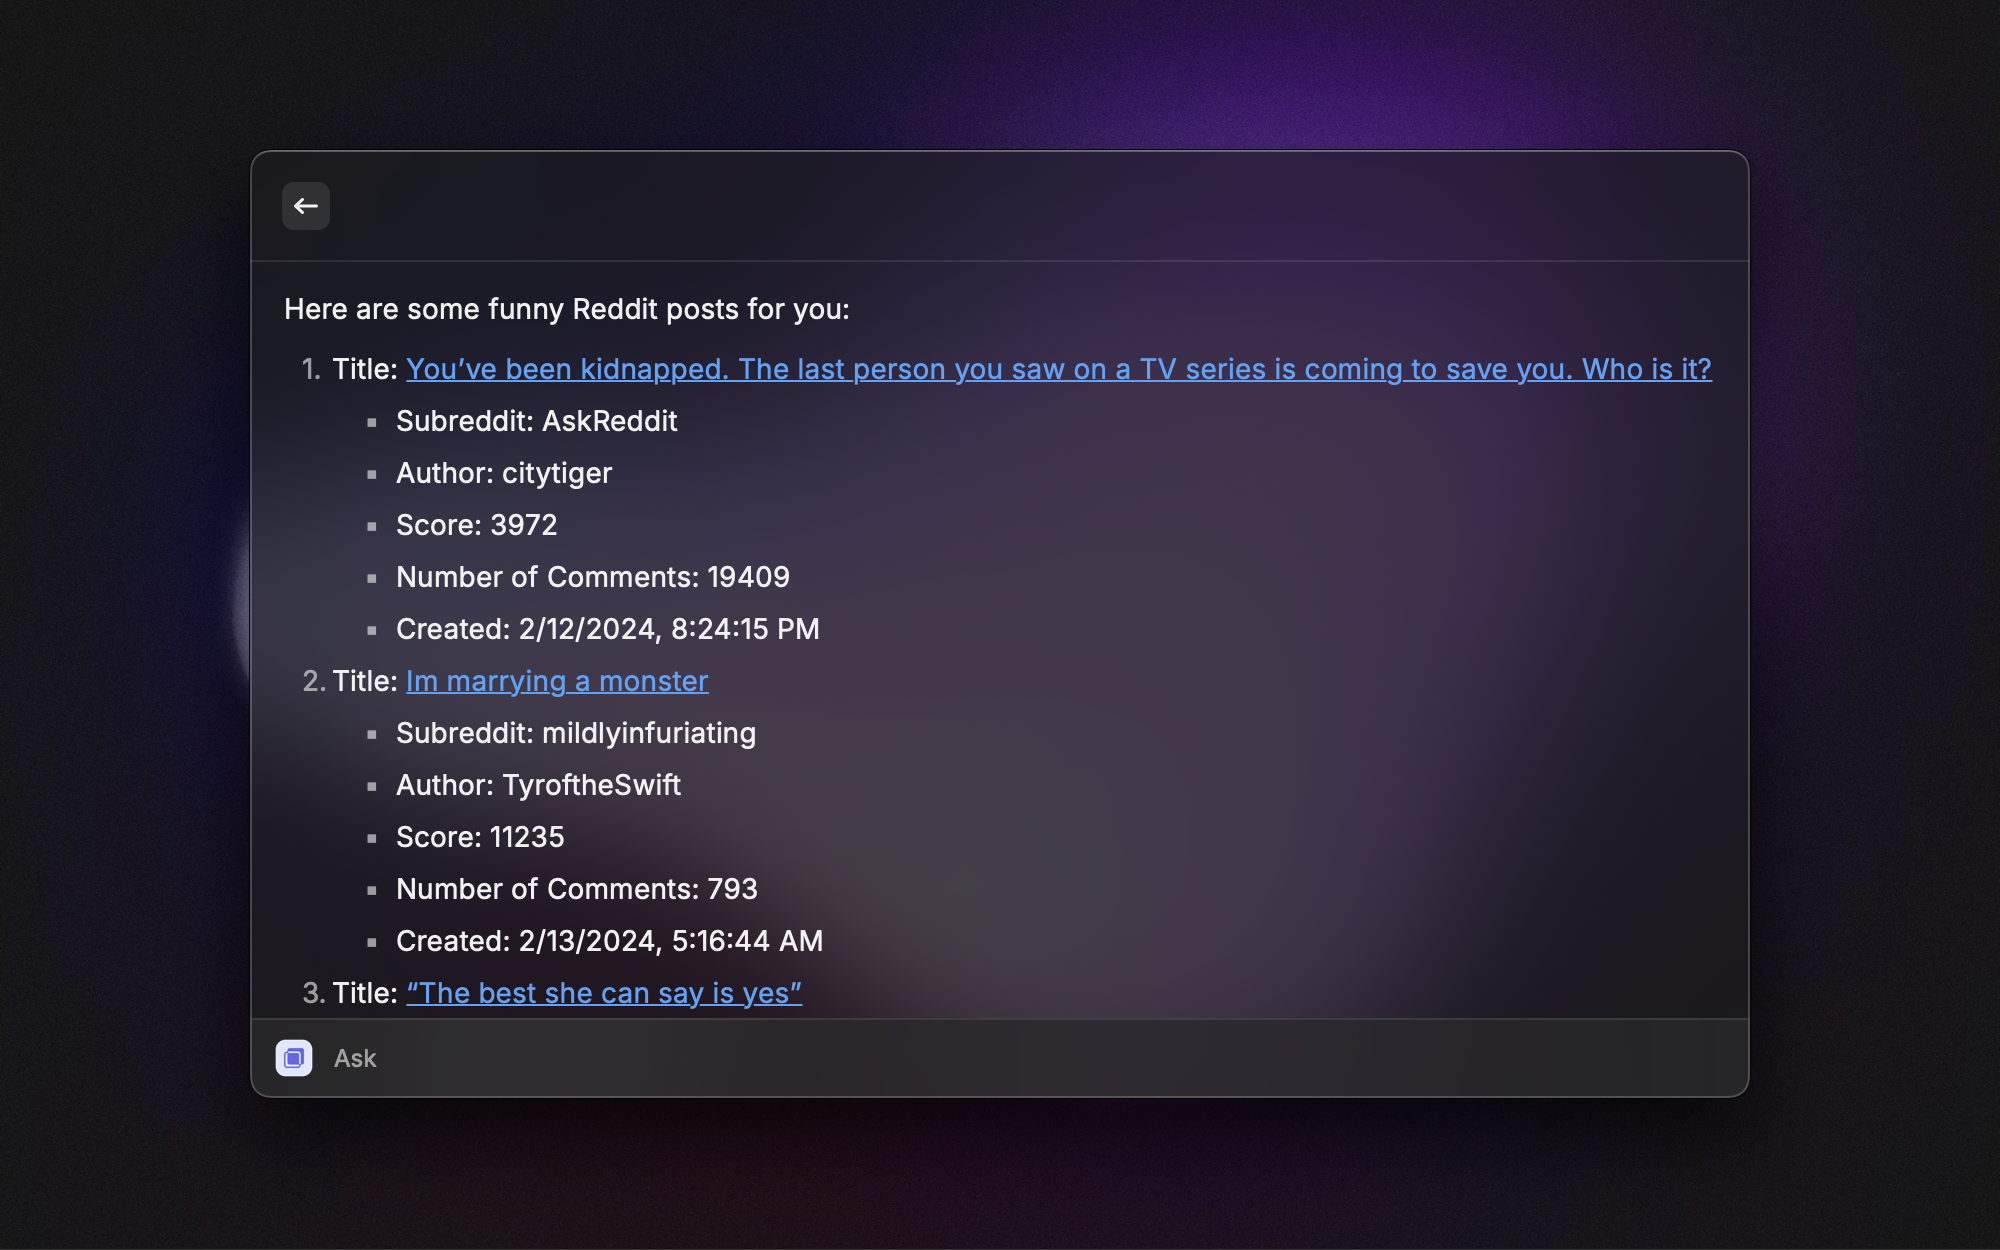 Here are some funny Reddit posts for you:
1. Title: You’ve been kidnapped. The last person you saw on a TV series is coming to save you. Who is it?
▪ Subreddit: AskReddit
▪ Author: citytiger
▪ Score: 3972
▪ Number of Comments: 19409
▪ Created: 2/12/2024, 8:24:15 PM
2. Title: Im marrying a monster
▪ Subreddit: mildlyinfuriating
▪ Author: TyroftheSwift
▪ Score: 11235
▪ Number of Comments: 793
▪ Created: 2/13/2024, 5:16:44 AM
3. Title: “The best she can say is yes”
Ask